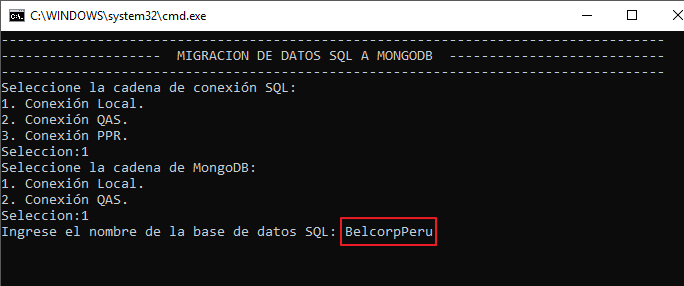 C:\WINDOWS\system32\cmd.exe
-----------------------------------------------------------------------------------
-------------------- MIGRACION DE DATOS SQL A MONGODB ---------------------------
-----------------------------------------------------------------------------------
Seleccione la cadena de conexión SQL:
1. Conexión Local.
2. Conexión QAS.
3. Conexión PPR.
Seleccion:1
Seleccione la cadena de MongoDB:
1. Conexión Local.
2. Conexión QAS.
Seleccion:1
Ingrese el nombre de la base de datos SQL: BelcorpPeru